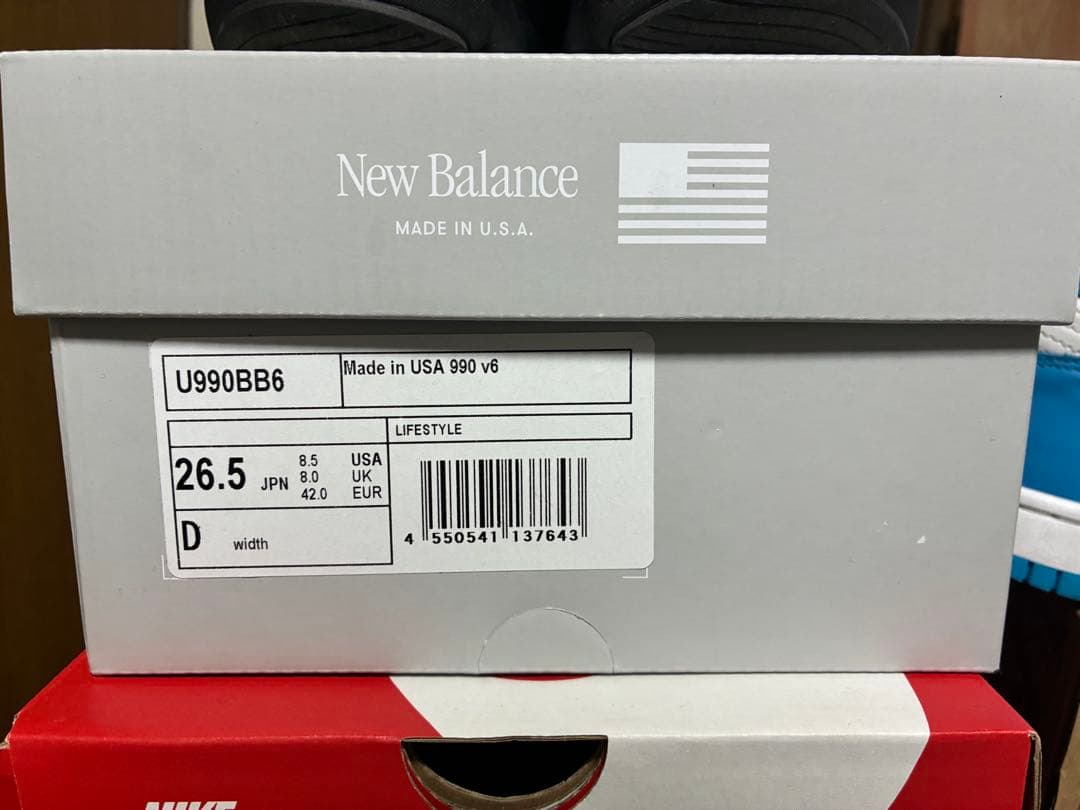 New Balance
MADE IN U.S.A.
U990BB6
Made in USA 990 v6
LIFESTYLE
26.5 JPN
8.5 USA
8.0 UK
42.0 EUR
D width
4 550541 137643
NIKE